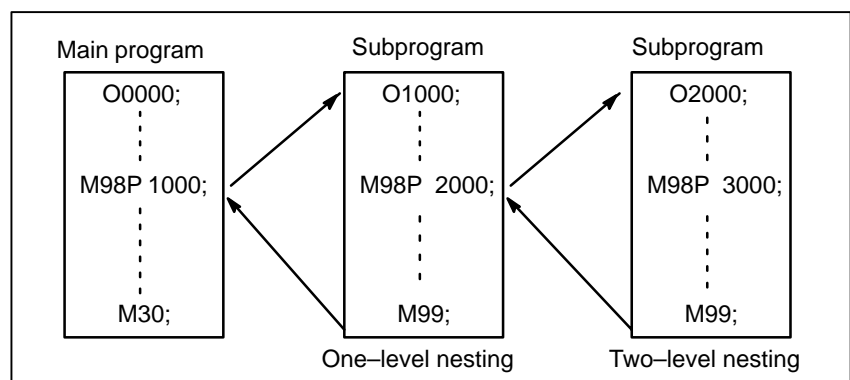 Main program
O0000;
M98P 1000;
M30;
Subprogram
O1000;
M98P 2000;
M99;
One–level nesting
Subprogram
O2000;
M98P 3000;
M99;
Two–level nesting